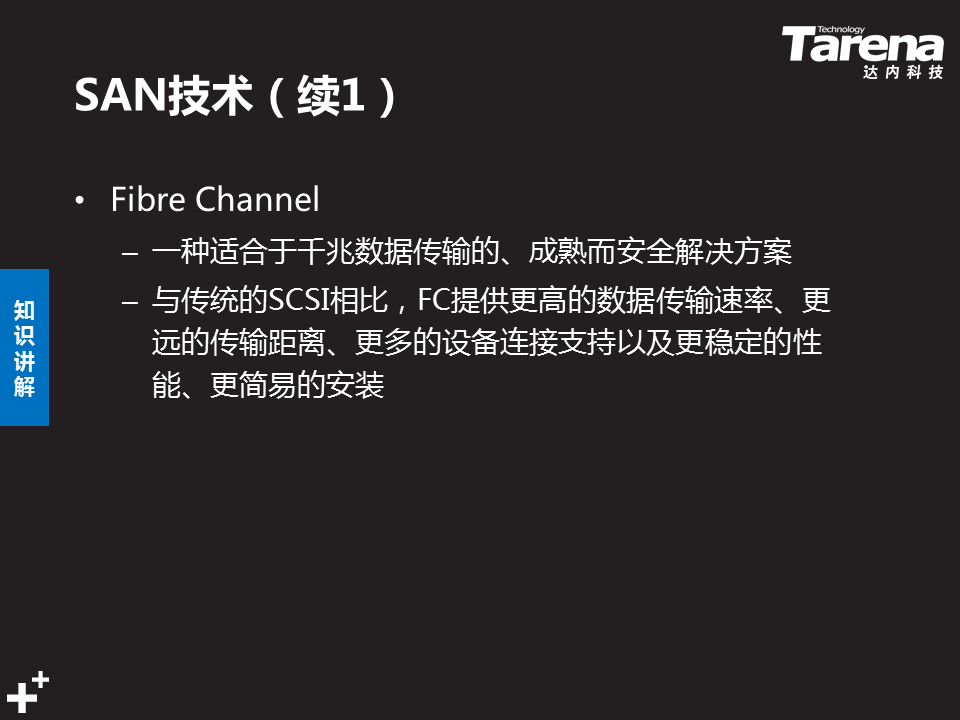 Technology
Tarena
达内科技
SAN技术（续1）
• Fibre Channel
– 一种适合于千兆数据传输的、成熟而安全解决方案
– 与传统的SCSI相比，FC提供更高的数据传输速率、更
远的传输距离、更多的设备连接支持以及更稳定的性
能、更简易的安装
知
识
讲
解